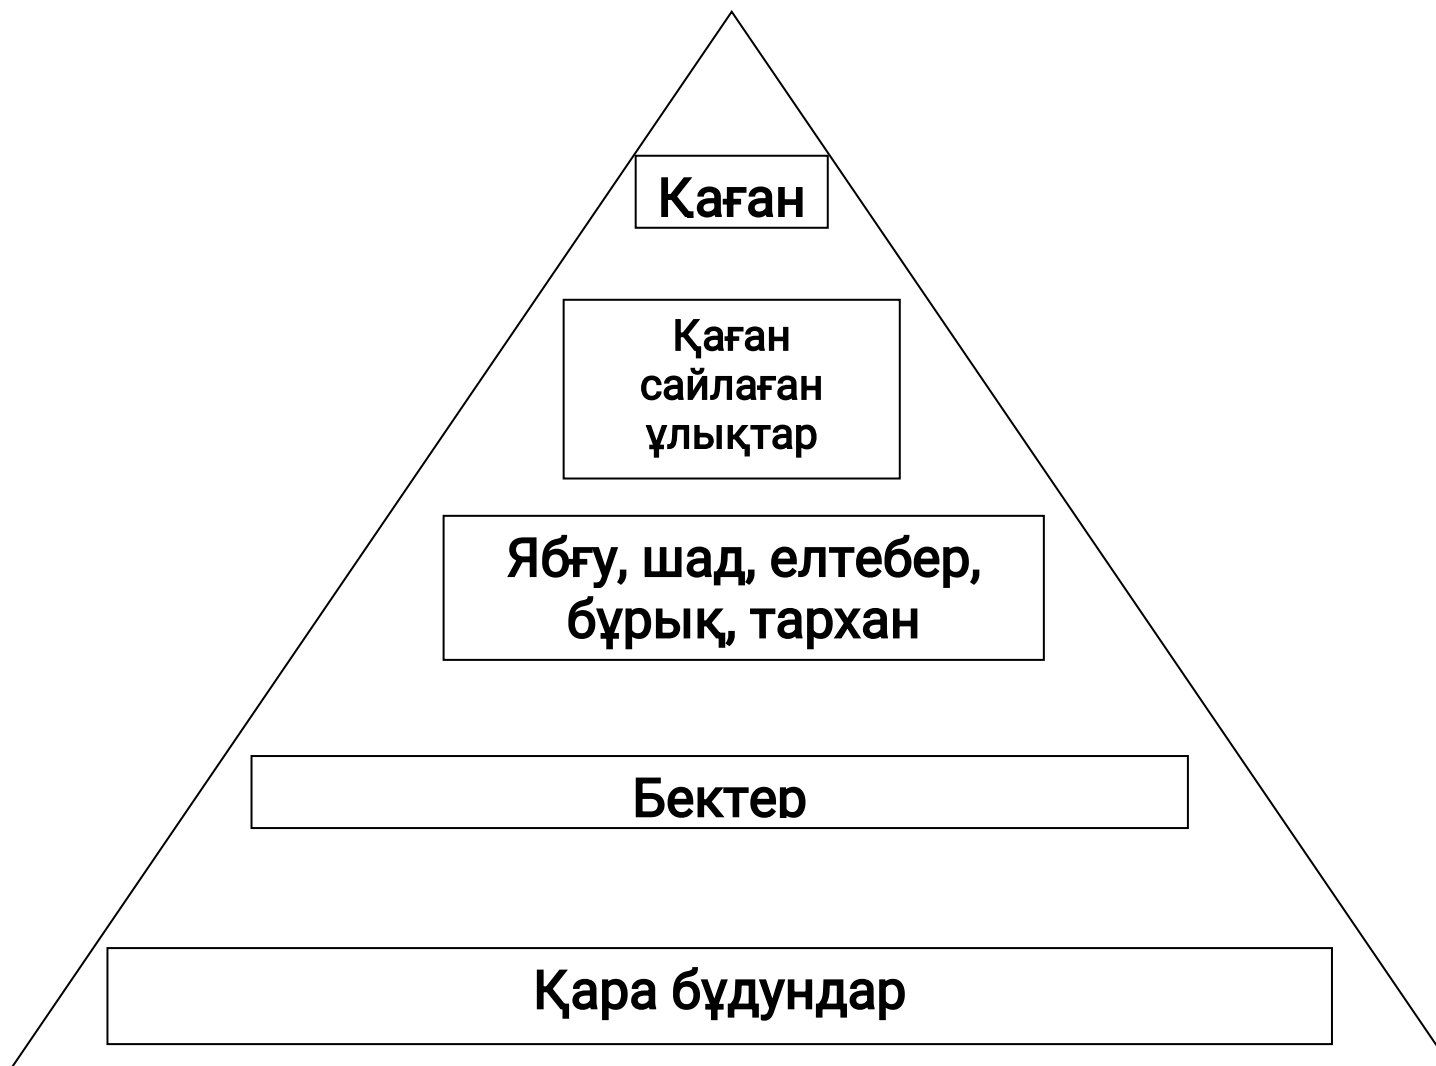 Қаған
Қаған
сайлаған
ұлықтар
Ябғу, шад, елтебер,
бұрық, тархан
Бектер
Қара бұдундар